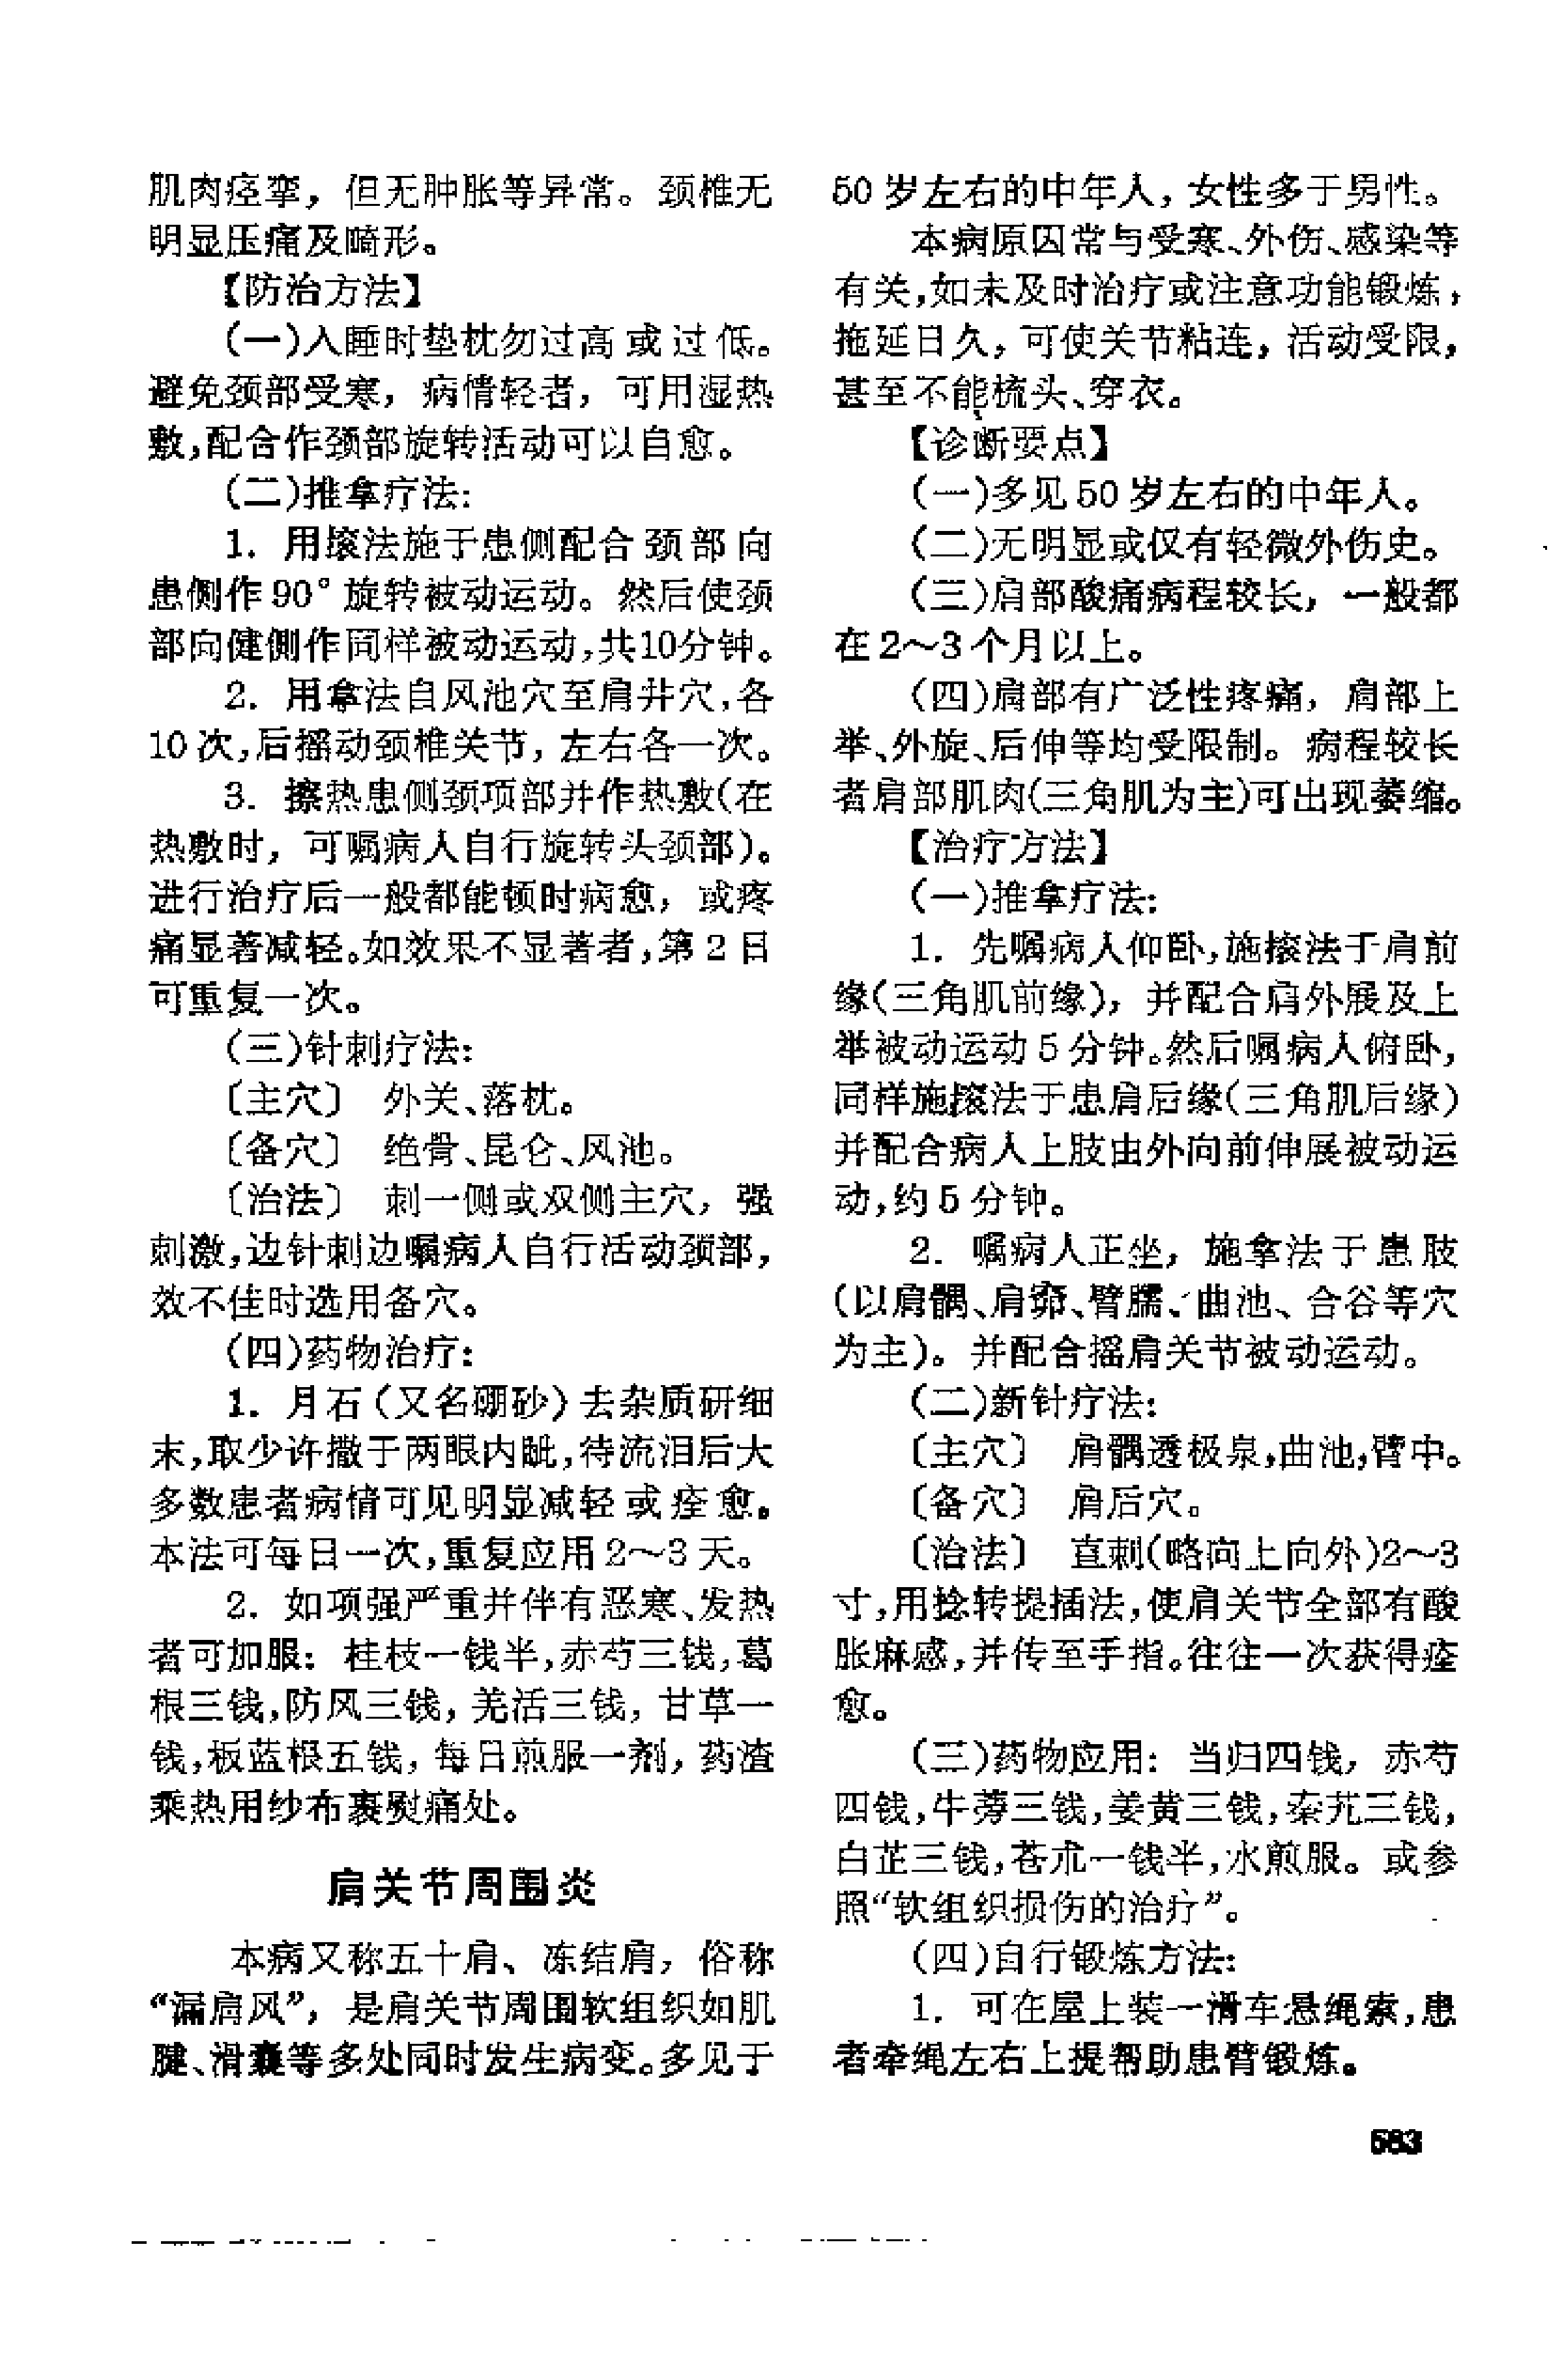 肌肉痉挛，但无肿胀等异常。颈椎无
明显压痛及畸形。
【防治方法】
(一)入睡时垫枕勿过高或过低。
避免颈部受寒，病情轻者，可用湿热
敷,配合作颈部旋转活动可以自愈。
(二)推拿疗法:
1. 用㨰法施于患侧配合颈部向
患侧作90°旋转被动运动。然后使颈
部向健侧作同样被动运动,共10分钟。
2. 用拿法自风池穴至肩井穴,各
10次,后摇动颈椎关节,左右各一次。
3. 擦热患侧颈项部并作热敷(在
热敷时，可嘱病人自行旋转头颈部)。
进行治疗后一般都能顿时病愈，或疼
痛显著减轻。如效果不显著者,第2日
可重复一次。
(三)针刺疗法:
〔主穴〕 外关、落枕。
〔备穴〕 绝骨、昆仑、风池。
〔治法〕 刺一侧或双侧主穴，强
刺激,边针刺边嘱病人自行活动颈部,
效不佳时选用备穴。
(四)药物治疗:
1. 月石(又名硼砂)去杂质研细
末,取少许撒于两眼内眦,待流泪后大
多数患者病情可见明显减轻或痊愈。
本法可每日一次,重复应用2～3天。
2. 如项强严重并伴有恶寒、发热
者可加服: 桂枝一钱半,赤芍三钱,葛
根三钱,防风三钱,羌活三钱,甘草一
钱,板蓝根五钱,每日煎服一剂,药渣
乘热用纱布裹熨痛处。
肩关节周围炎
本病又称五十肩、冻结肩，俗称
“漏肩风”，是肩关节周围软组织如肌
腱、滑囊等多处同时发生病变。多见于
50岁左右的中年人,女性多于男性。
本病原因常与受寒、外伤、感染等
有关,如未及时治疗或注意功能锻炼,
拖延日久,可使关节粘连,活动受限,
甚至不能梳头、穿衣。
【诊断要点】
(一)多见50岁左右的中年人。
(二)无明显或仅有轻微外伤史。
(三)肩部酸痛病程较长，一般都
在2～3个月以上。
(四)肩部有广泛性疼痛，肩部上
举、外旋、后伸等均受限制。病程较长
者肩部肌肉(三角肌为主)可出现萎缩。
【治疗方法】
(一)推拿疗法:
1. 先嘱病人仰卧,施㨰法于肩前
缘(三角肌前缘)，并配合肩外展及上
举被动运动5分钟。然后嘱病人俯卧,
同样施㨰法于患肩后缘(三角肌后缘)
并配合病人上肢由外向前伸展被动运
动,约5分钟。
2. 嘱病人正坐，施拿法于患肢
(以肩髃、肩窌、臂臑、曲池、合谷等穴
为主)。并配合摇肩关节被动运动。
(二)新针疗法:
〔主穴〕 肩髃透极泉,曲池,臂中。
〔备穴〕 肩后穴。
〔治法〕 直刺(略向上向外)2～3
寸,用捻转提插法,使肩关节全部有酸
胀麻感,并传至手指。往往一次获得痊
愈。
(三)药物应用: 当归四钱，赤芍
四钱,牛蒡三钱,姜黄三钱,秦艽三钱,
白芷三钱,苍朮一钱半,水煎服。或参
照“软组织损伤的治疗”。
(四)自行锻炼方法:
1. 可在屋上装一滑车悬绳索,患
者牵绳左右上提帮助患臂锻炼。
583